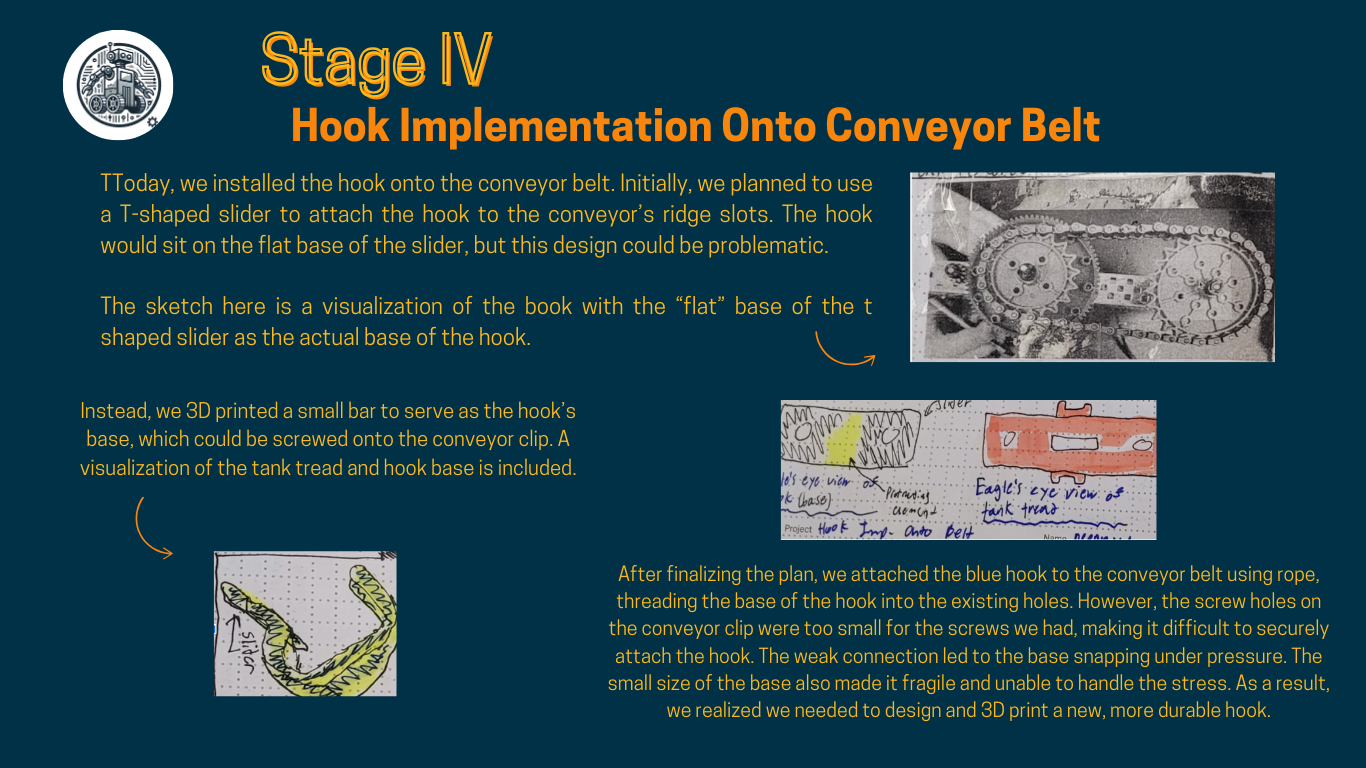 Stage IV
Hook Implementation Onto Conveyor Belt
TToday, we installed the hook onto the conveyor belt. Initially, we planned to use
a T-shaped slider to attach the hook to the conveyor’s ridge slots. The hook
would sit on the flat base of the slider, but this design could be problematic.
The sketch here is a visualization of the book with the “flat” base of the t
shaped slider as the actual base of the hook.
Instead, we 3D printed a small bar to serve as the hook’s
base, which could be screwed onto the conveyor clip. A
visualization of the tank tread and hook base is included.
slider
eye view of
(base)
Protruding
element
Eagle's eye view of
tank tread
Project Hook Imp. Onto Belt
Name
slider
After finalizing the plan, we attached the blue hook to the conveyor belt using rope,
threading the base of the hook into the existing holes. However, the screw holes on
the conveyor clip were too small for the screws we had, making it difficult to securely
attach the hook. The weak connection led to the base snapping under pressure. The
small size of the base also made it fragile and unable to handle the stress. As a result,
we realized we needed to design and 3D print a new, more durable hook.